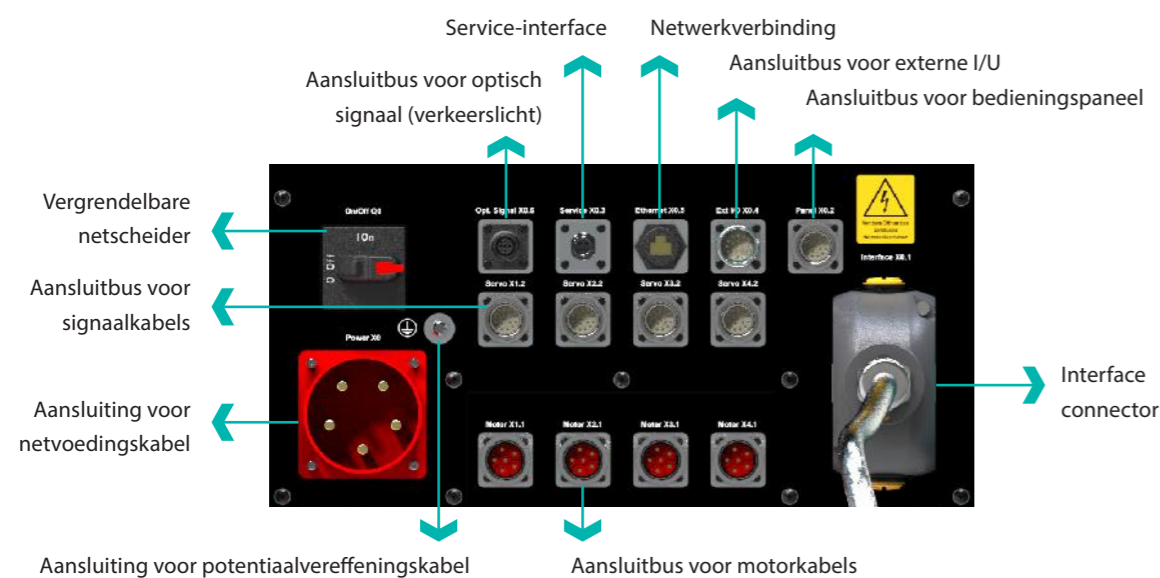 Service-interface
Netwerkverbinding
Aansluitbus voor optisch
signaal (verkeerslicht)
Aansluitbus voor externe I/U
Aansluitbus voor bedieningspaneel
Vergrendelbare
netscheider
On/Off Q0
Opt. Signal X0.6
Service X0.3
Ethernet X0.5
Ext I/O X0.4
Panel X0.2
I On
0 Off
Interface X0.1
Aansluitbus voor
signaalkabels
Servo X1.2
Servo X2.2
Servo X3.2
Servo X4.2
Power X0
Interface
connector
Aansluiting voor
netvoedingskabel
Motor X1.1
Motor X2.1
Motor X3.1
Motor X4.1
Aansluiting voor potentiaalvereffeningskabel
Aansluitbus voor motorkabels